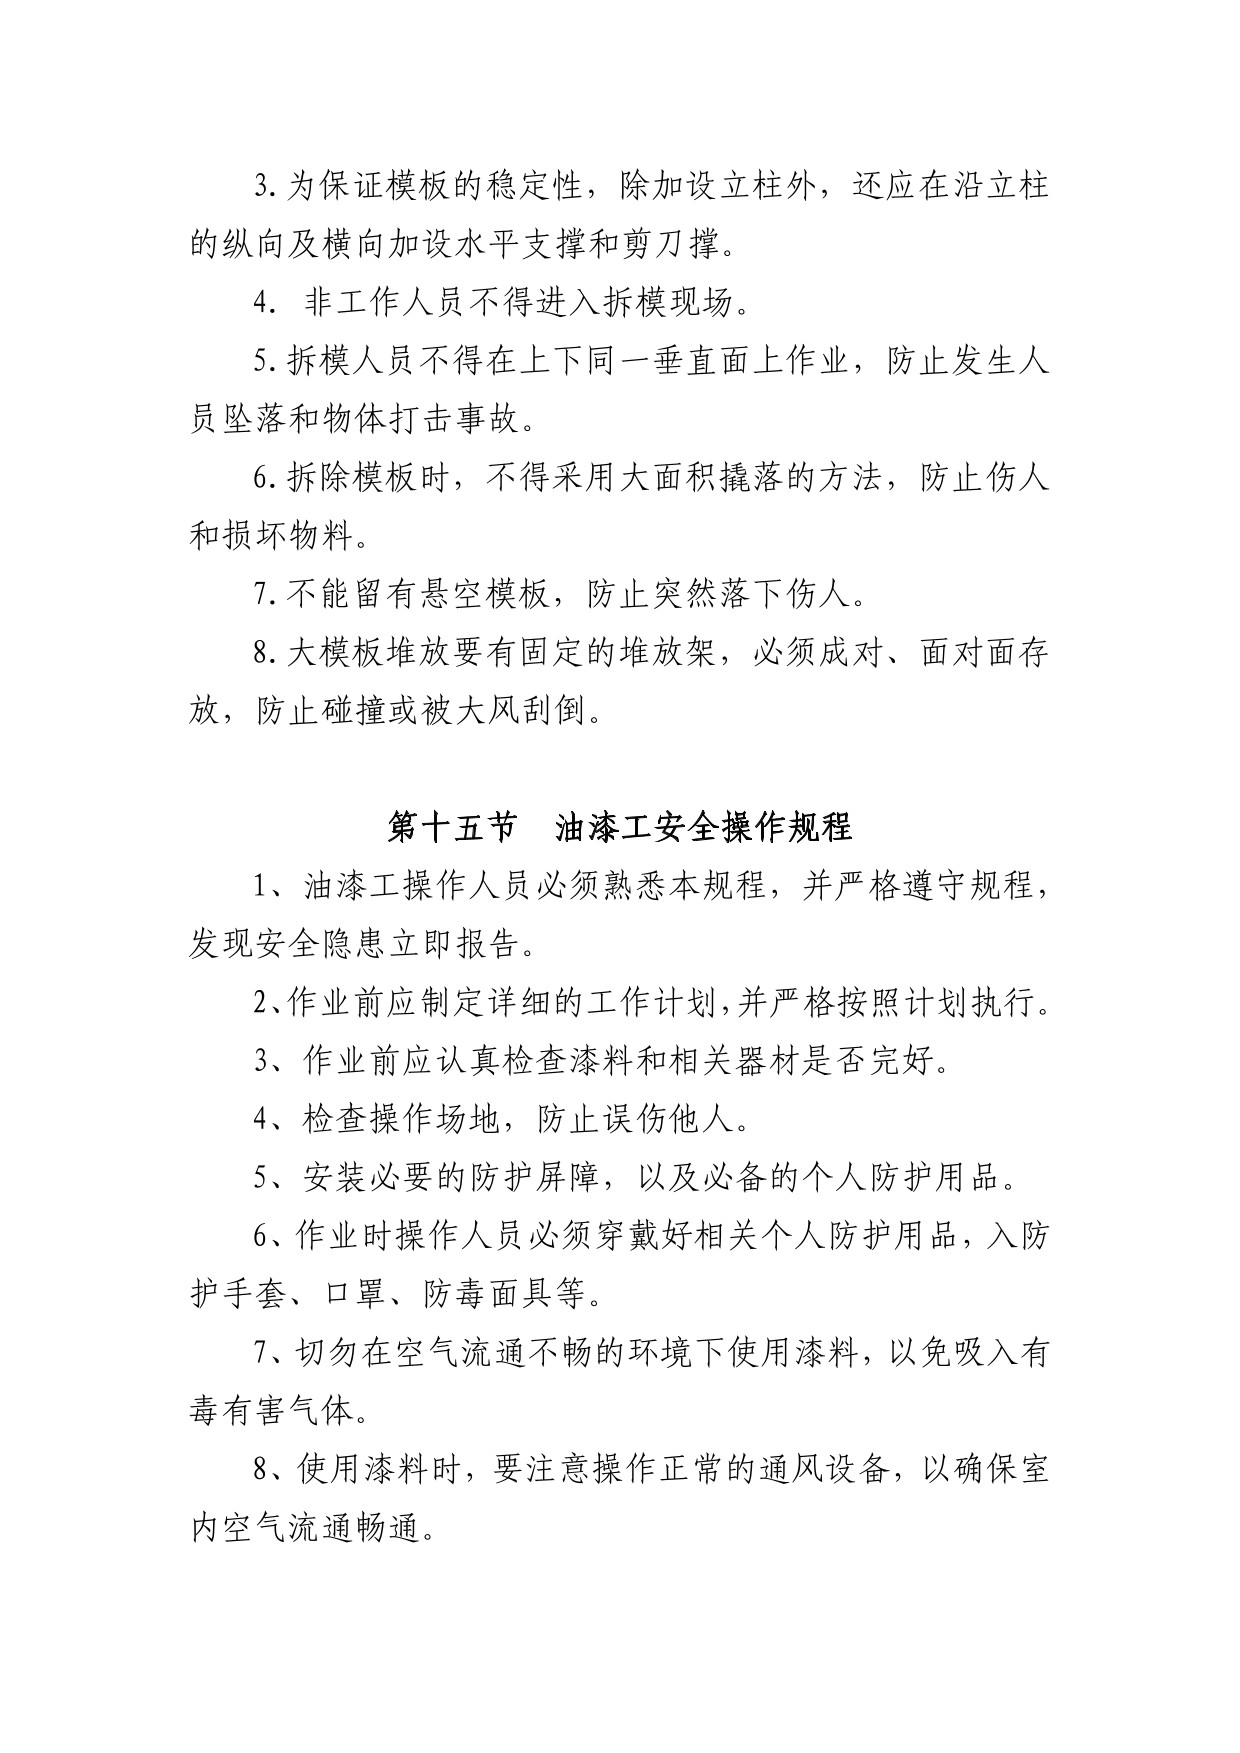 3.为保证模板的稳定性，除加设立柱外，还应在沿立柱
的纵向及横向加设水平支撑和剪刀撑。
4. 非工作人员不得进入拆模现场。
5.拆模人员不得在上下同一垂直面上作业，防止发生人
员坠落和物体打击事故。
6.拆除模板时，不得采用大面积撬落的方法，防止伤人
和损坏物料。
7.不能留有悬空模板，防止突然落下伤人。
8.大模板堆放要有固定的堆放架，必须成对、面对面存
放，防止碰撞或被大风刮倒。
第十五节　油漆工安全操作规程
1、油漆工操作人员必须熟悉本规程，并严格遵守规程，
发现安全隐患立即报告。
2、作业前应制定详细的工作计划，并严格按照计划执行。
3、作业前应认真检查漆料和相关器材是否完好。
4、检查操作场地，防止误伤他人。
5、安装必要的防护屏障，以及必备的个人防护用品。
6、作业时操作人员必须穿戴好相关个人防护用品，入防
护手套、口罩、防毒面具等。
7、切勿在空气流通不畅的环境下使用漆料，以免吸入有
毒有害气体。
8、使用漆料时，要注意操作正常的通风设备，以确保室
内空气流通畅通。